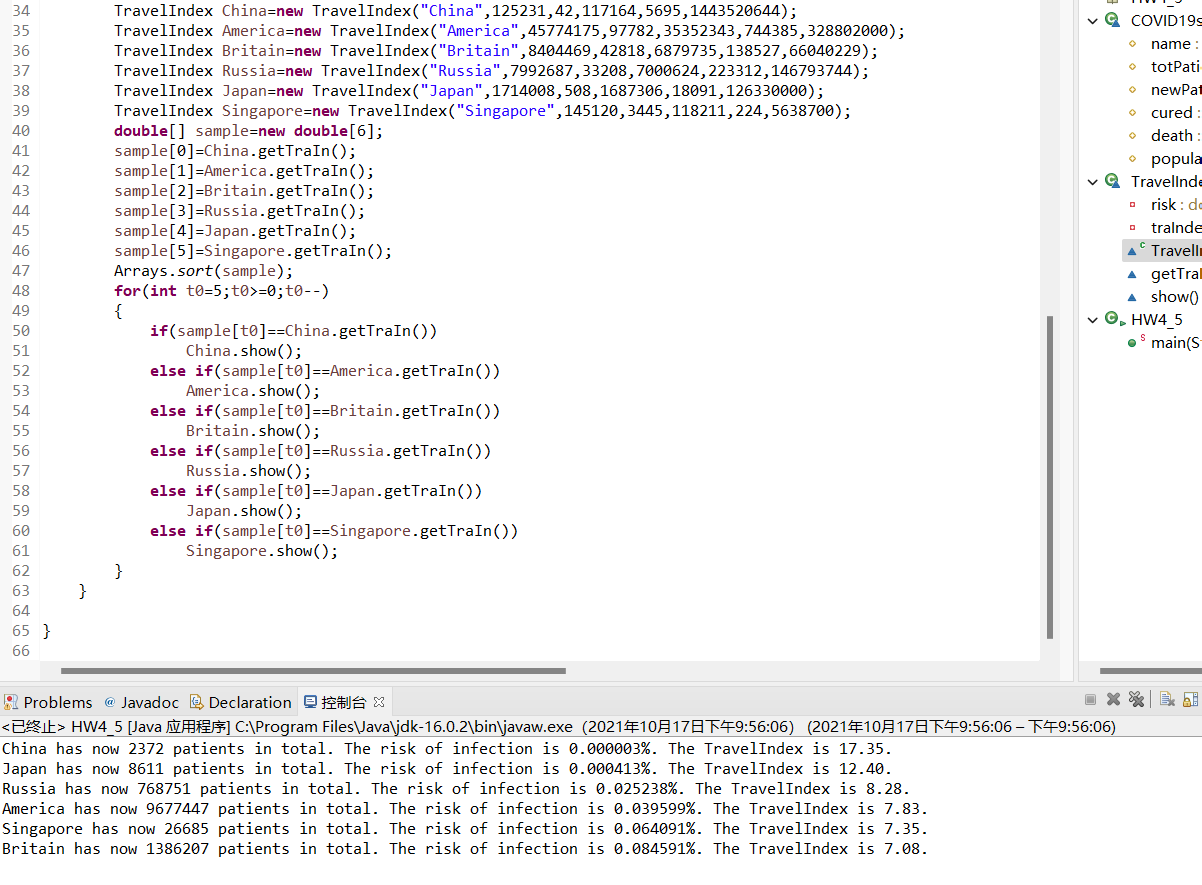 34 TravelIndex China=new TravelIndex("China",125231,42,117164,5695,1443520644);
35 TravelIndex America=new TravelIndex("America",45774175,97782,35352343,744385,328802000);
36 TravelIndex Britain=new TravelIndex("Britain",8404469,42818,6879735,138527,66040229);
37 TravelIndex Russia=new TravelIndex("Russia",7992687,33208,7000624,223312,146793744);
38 TravelIndex Japan=new TravelIndex("Japan",1714008,508,1687306,18091,126330000);
39 TravelIndex Singapore=new TravelIndex("Singapore",145120,3445,118211,224,5638700);
40 double[] sample=new double[6];
41 sample[0]=China.getTraIn();
42 sample[1]=America.getTraIn();
43 sample[2]=Britain.getTraIn();
44 sample[3]=Russia.getTraIn();
45 sample[4]=Japan.getTraIn();
46 sample[5]=Singapore.getTraIn();
47 Arrays.sort(sample);
48 for(int t0=5;t0>=0;t0--)
49 {
50 if(sample[t0]==China.getTraIn())
51 China.show();
52 else if(sample[t0]==America.getTraIn())
53 America.show();
54 else if(sample[t0]==Britain.getTraIn())
55 Britain.show();
56 else if(sample[t0]==Russia.getTraIn())
57 Russia.show();
58 else if(sample[t0]==Japan.getTraIn())
59 Japan.show();
60 else if(sample[t0]==Singapore.getTraIn())
61 Singapore.show();
62 }
63 }
64
65 }
66
COVID19s
name :
totPati
newPat
cured :
death :
popula
TravelInde
risk : do
traInde
TravelIn
getTraI
show()
HW4_5
main(St
Problems @ Javadoc Declaration 控制台
<已终止> HW4_5 [Java 应用程序] C:\Program Files\Java\jdk-16.0.2\bin\javaw.exe (2021年10月17日下午9:56:06) (2021年10月17日下午9:56:06 – 下午9:56:06)
China has now 2372 patients in total. The risk of infection is 0.000003%. The TravelIndex is 17.35.
Japan has now 8611 patients in total. The risk of infection is 0.000413%. The TravelIndex is 12.40.
Russia has now 768751 patients in total. The risk of infection is 0.025238%. The TravelIndex is 8.28.
America has now 9677447 patients in total. The risk of infection is 0.039599%. The TravelIndex is 7.83.
Singapore has now 26685 patients in total. The risk of infection is 0.064091%. The TravelIndex is 7.35.
Britain has now 1386207 patients in total. The risk of infection is 0.084591%. The TravelIndex is 7.08.